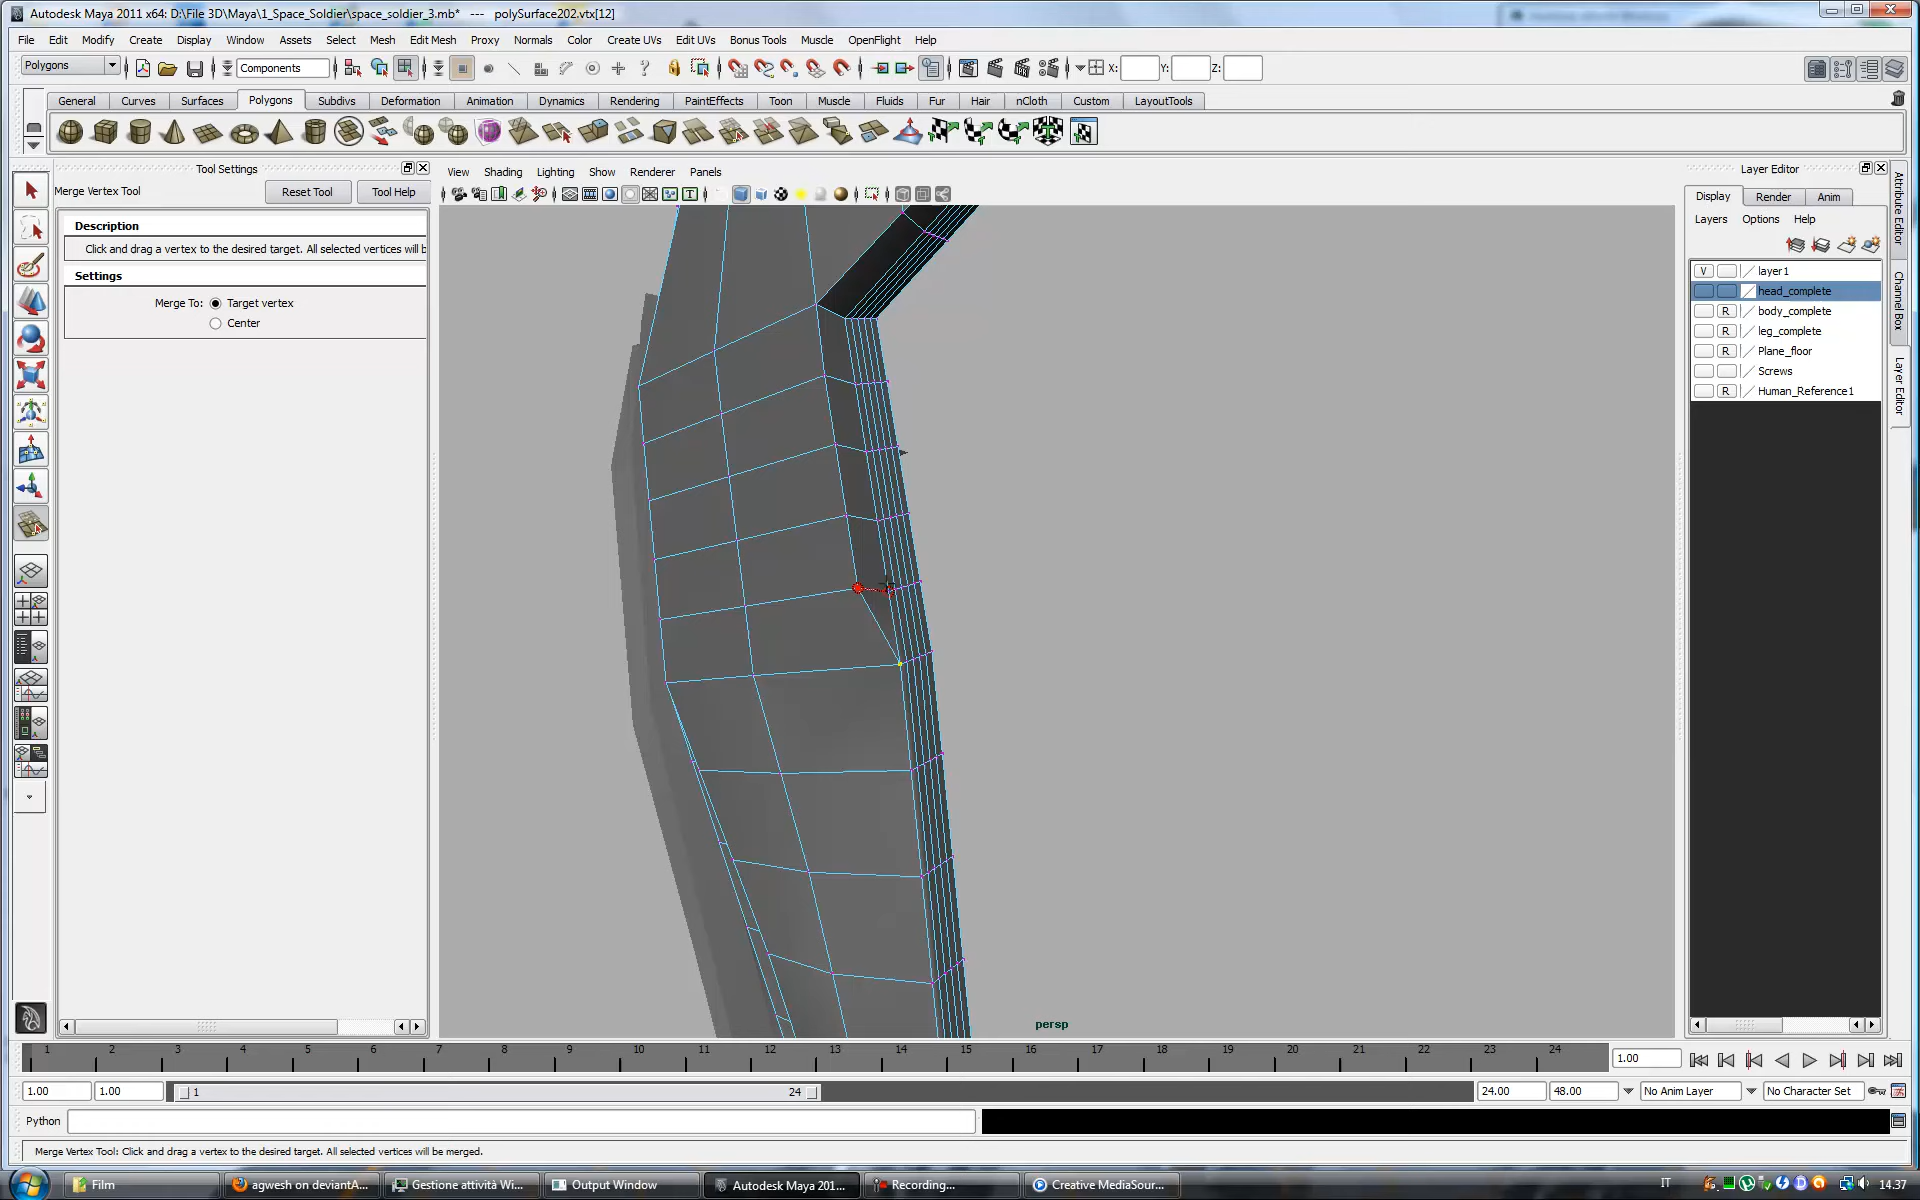 Autodesk Maya 2011 x64: D:\File 3D\Maya\1_Space_Soldier\space_soldier_3.mb* --- polySurface202.vtx[12]
File Edit Modify Create Display Window Assets Select Mesh Edit Mesh Proxy Normals Color Create UVs Edit UVs Bonus Tools Muscle OpenFlight Help
Polygons Components X: Y: Z:
General Curves Surfaces Polygons Subdivs Deformation Animation Dynamics Rendering PaintEffects Toon Muscle Fluids Fur Hair nCloth Custom LayoutTools
Tool Settings
Merge Vertex Tool Reset Tool Tool Help
Description
Click and drag a vertex to the desired target. All selected vertices will b
Settings
Merge To: Target vertex
Center
View Shading Lighting Show Renderer Panels
persp
Layer Editor
Display Render Anim
Layers Options Help
V layer1
head_complete
R body_complete
R leg_complete
R Plane_floor
Screws
R Human_Reference1
Attribute Editor
Channel Box
Layer Editor
1 2 3 4 5 6 7 8 9 10 11 12 13 14 15 16 17 18 19 20 21 22 23 24 1.00
1.00 1.00 1 24 24.00 48.00 No Anim Layer No Character Set
Python
Merge Vertex Tool: Click and drag a vertex to the desired target. All selected vertices will be merged.
Film agwesh on deviantA... Gestione attività Wi... Output Window Autodesk Maya 201... Recording... Creative MediaSour... IT 14.37